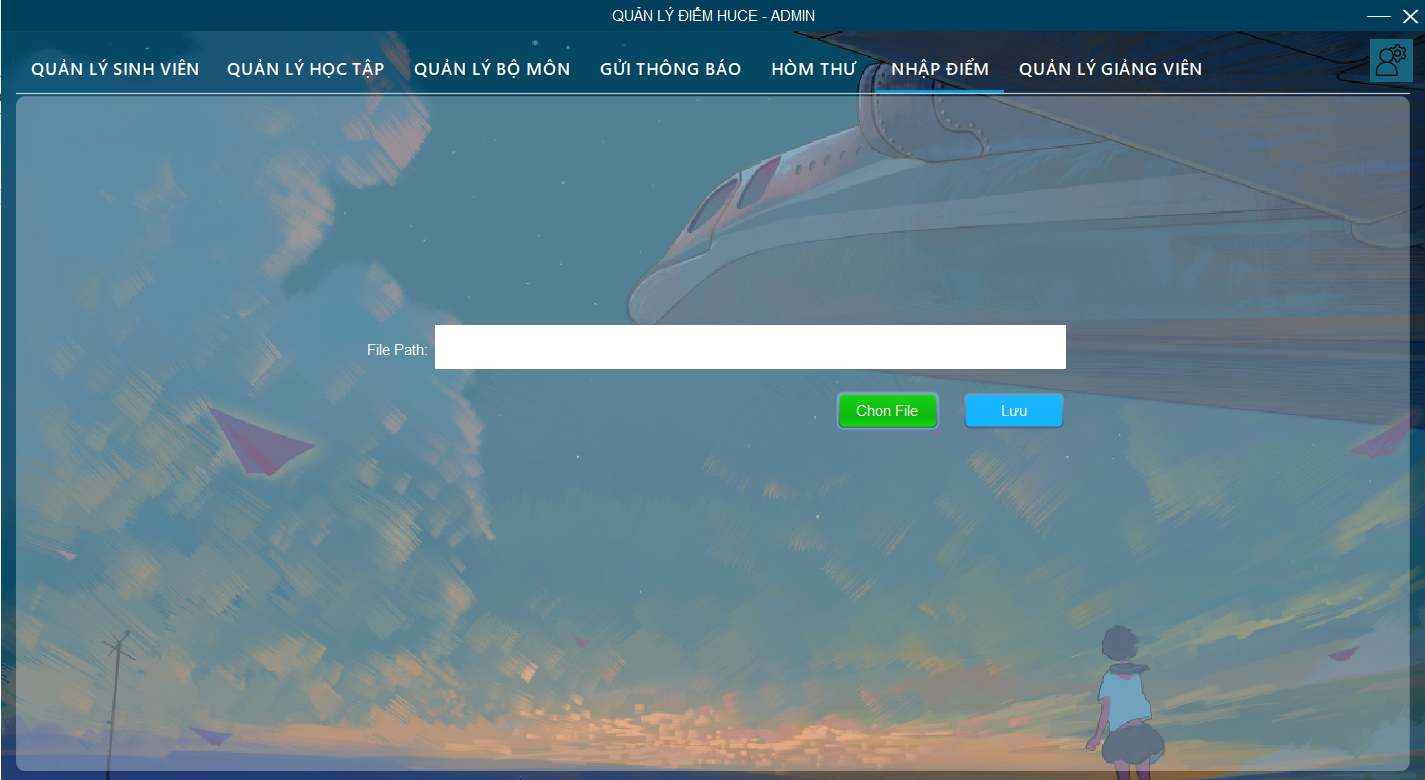 QUẢN LÝ ĐIỂM HUCE - ADMIN
QUẢN LÝ SINH VIÊN QUẢN LÝ HỌC TẬP QUẢN LÝ BỘ MÔN GỬI THÔNG BÁO HÒM THƯ NHẬP ĐIỂM QUẢN LÝ GIẢNG VIÊN
File Path:
Chon File Lưu